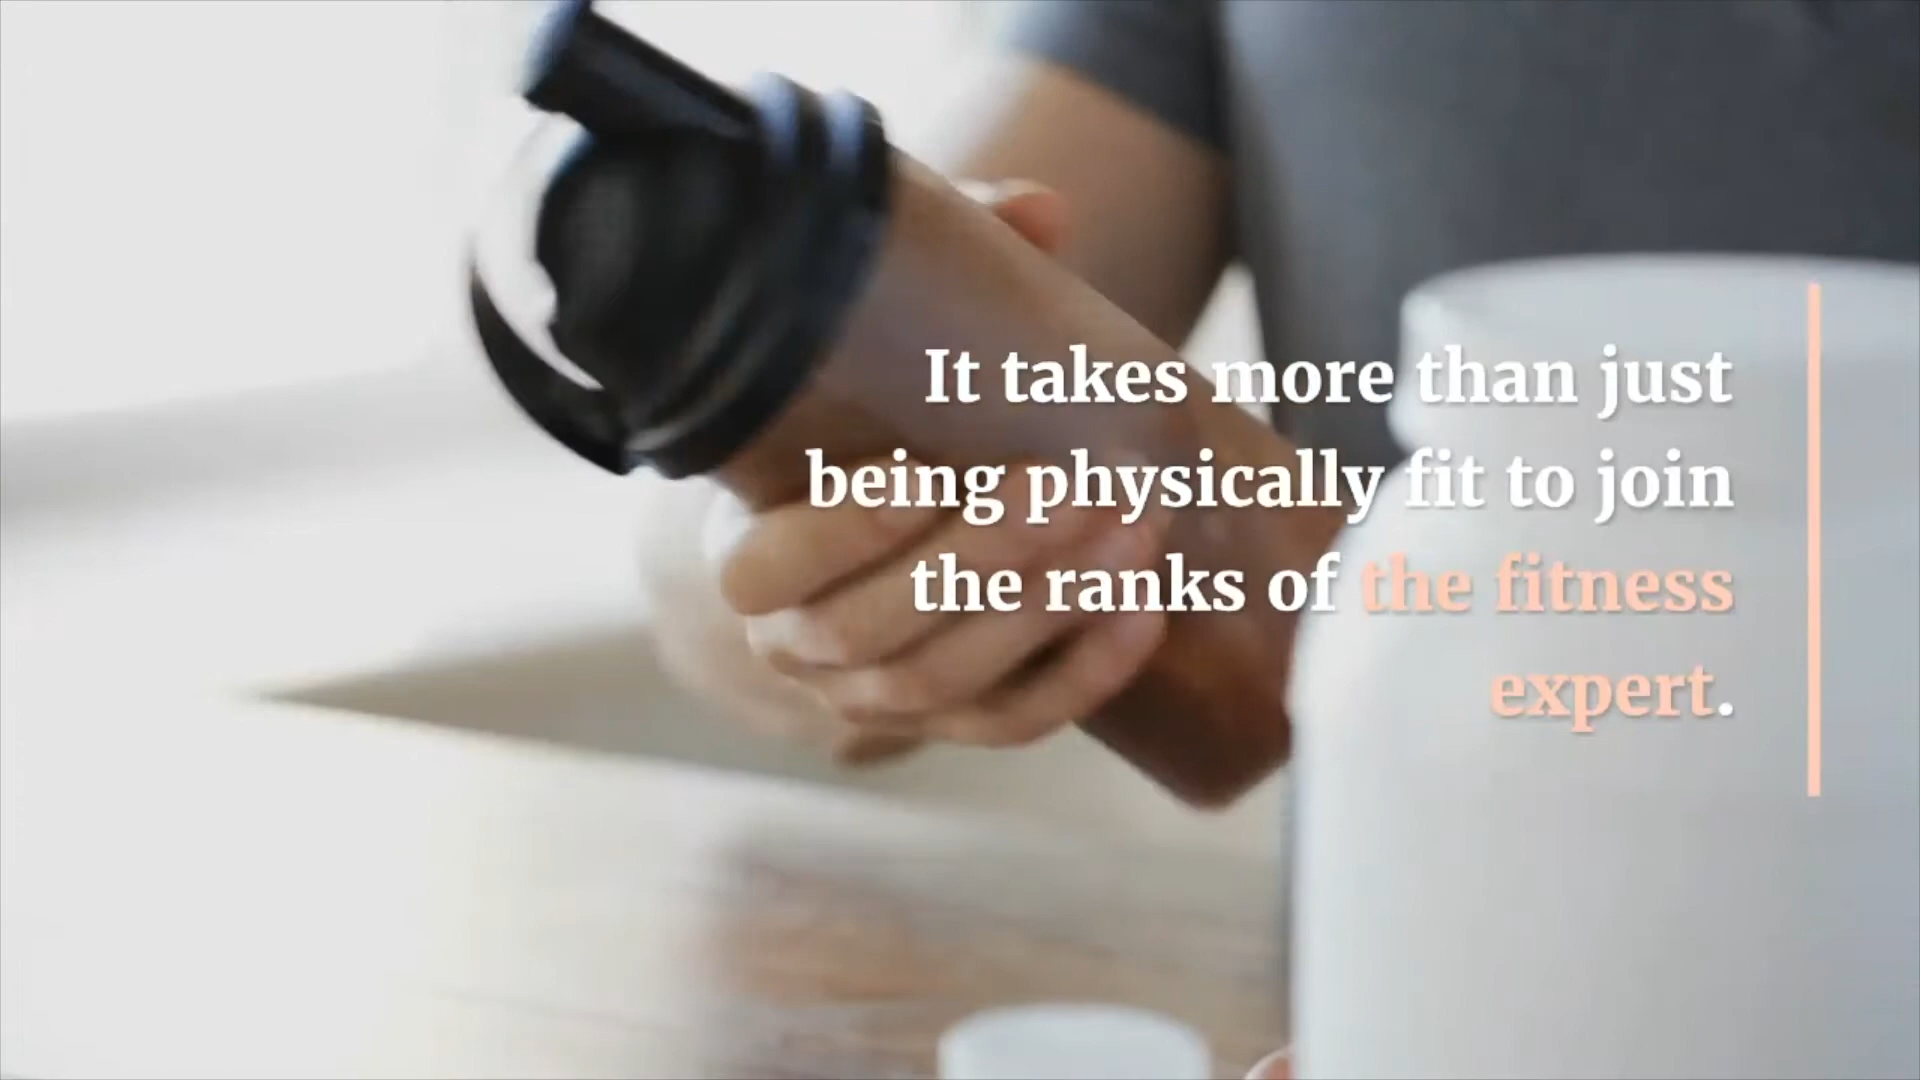 It takes more than just
being physically fit to join
the ranks of the fitness
expert.